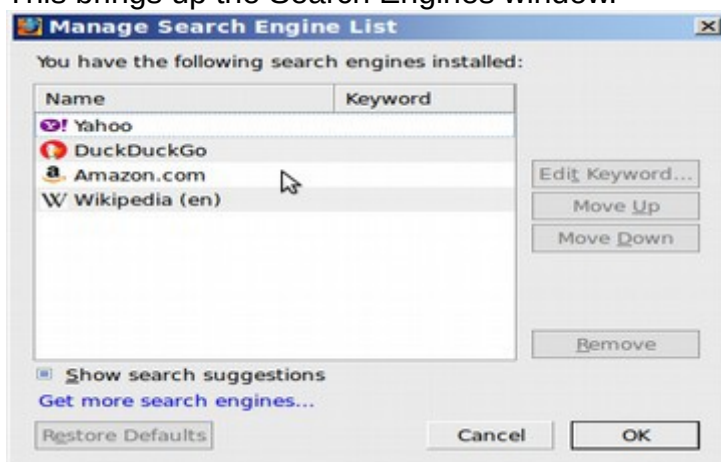 This brings up the Search Engines window.
Manage Search Engine List
You have the following search engines installed:
Name Keyword
Yahoo
DuckDuckGo
Amazon.com
Wikipedia (en)
Edit Keyword...
Move Up
Move Down
Remove
Show search suggestions
Get more search engines...
Restore Defaults Cancel OK